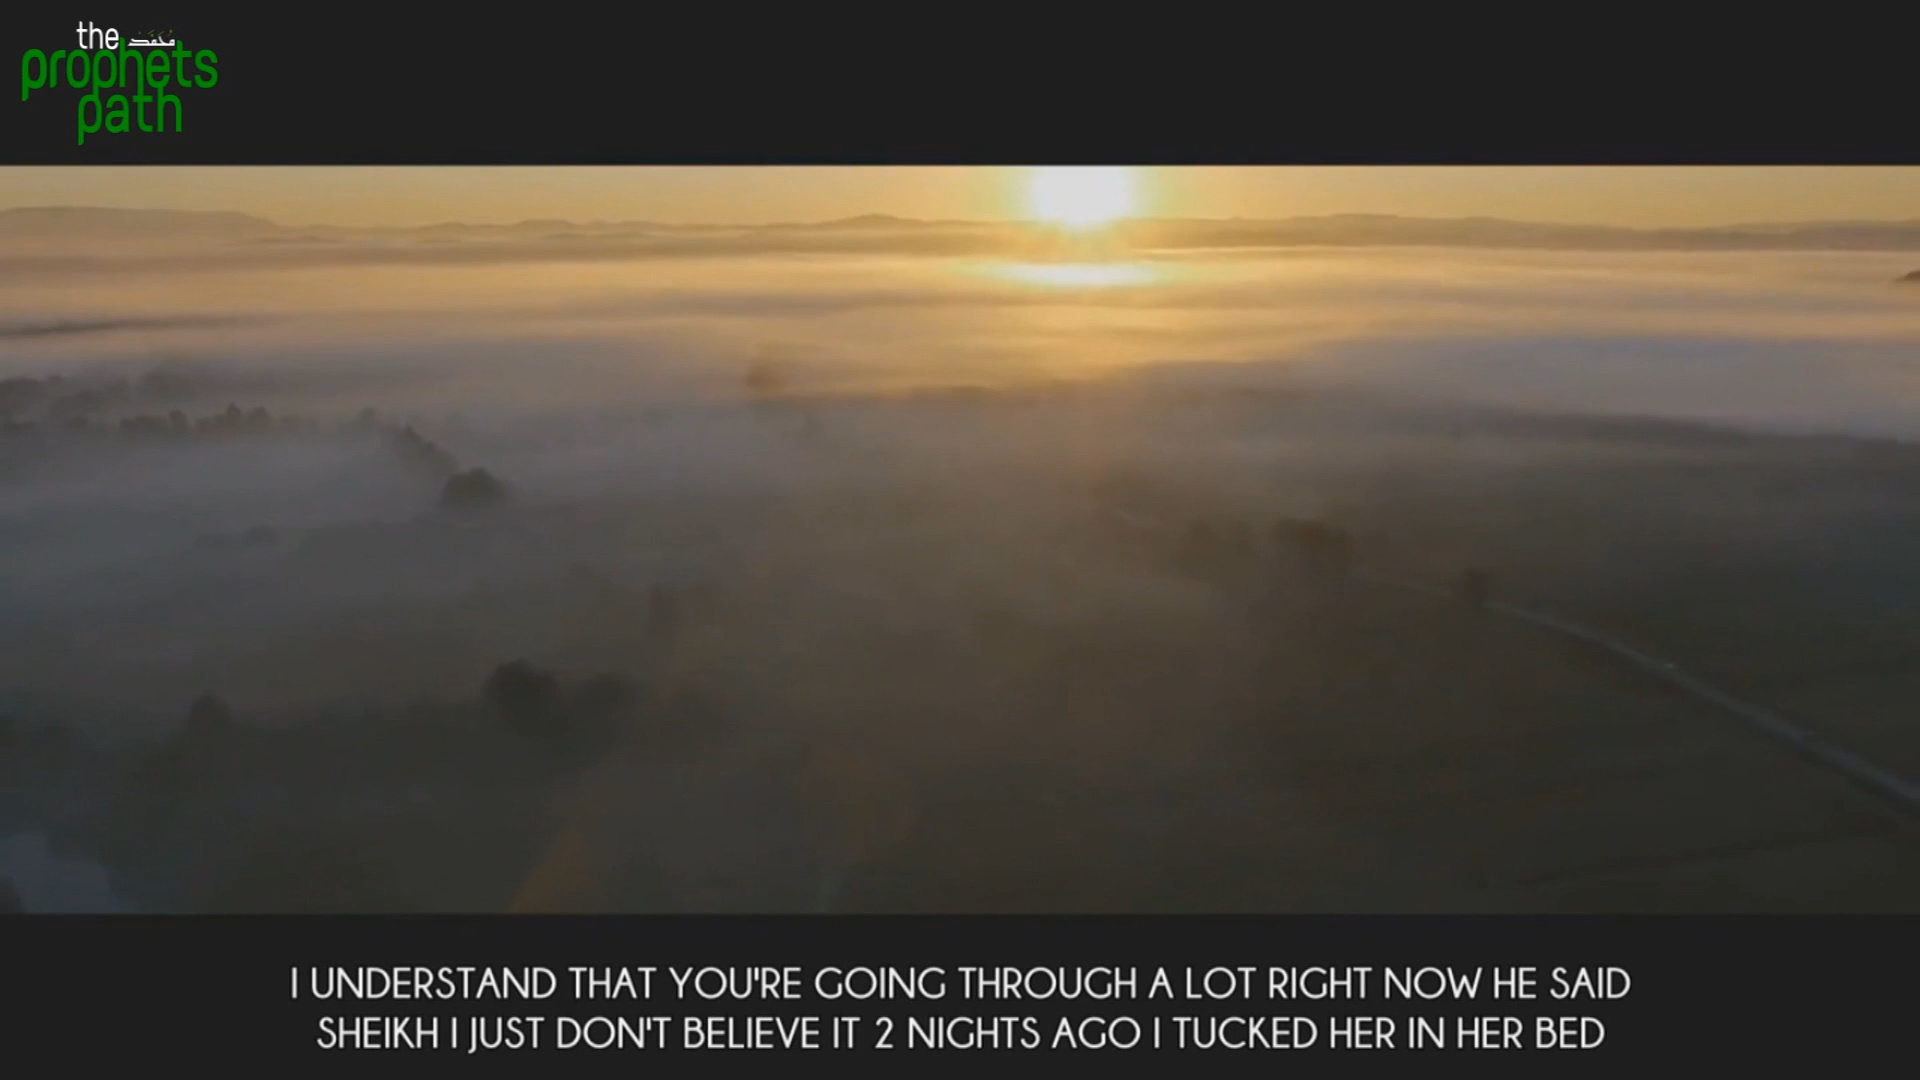 the مُحَمَّد
prophets
path
I UNDERSTAND THAT YOU'RE GOING THROUGH A LOT RIGHT NOW HE SAID
SHEIKH I JUST DON'T BELIEVE IT 2 NIGHTS AGO I TUCKED HER IN HER BED